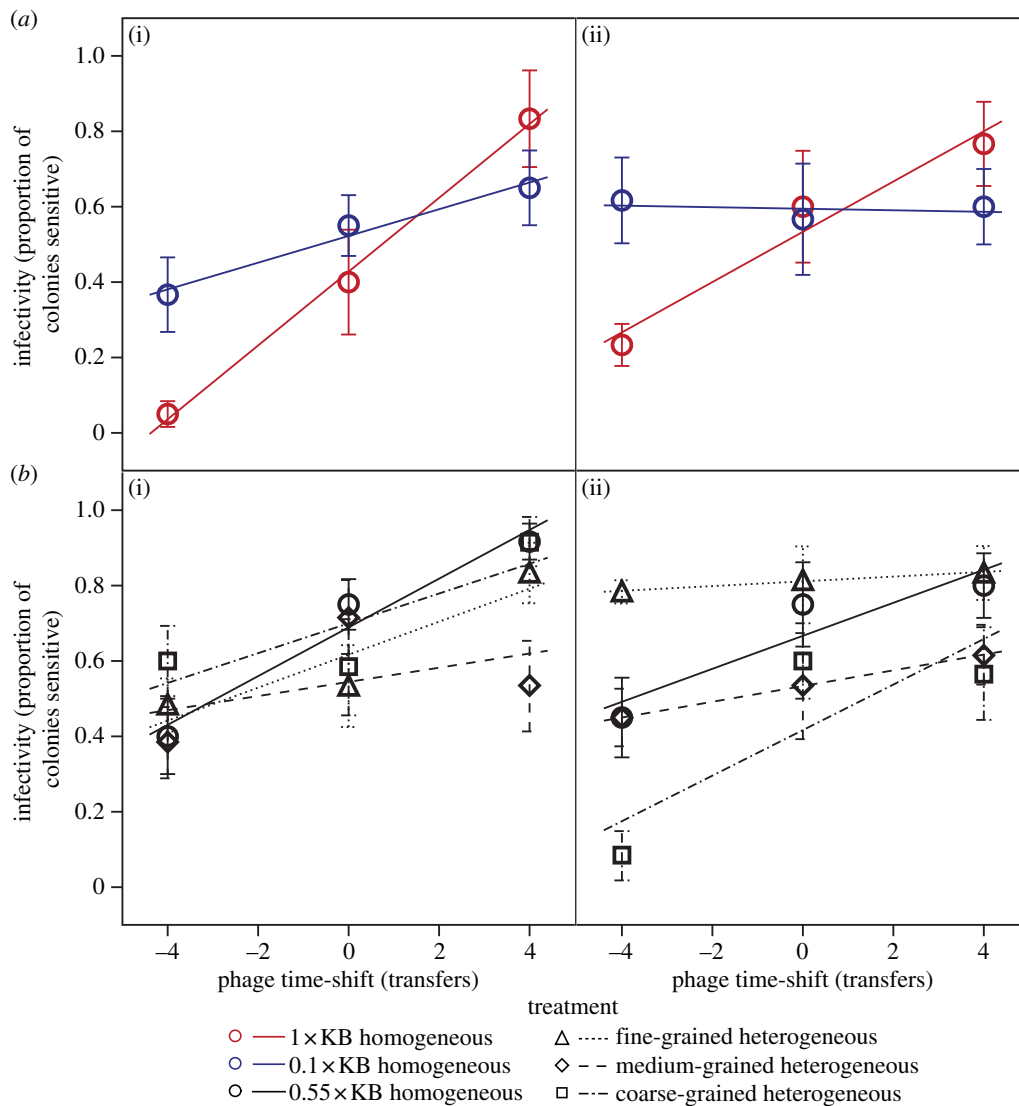 (a)
(i)
(ii)
1.0
0.8
0.6
0.4
0.2
0
infectivity (proportion of
colonies sensitive)
(b)
(i)
(ii)
1.0
0.8
0.6
0.4
0.2
0
infectivity (proportion of
colonies sensitive)
–4 –2 0 2 4 –4 –2 0 2 4
phage time-shift (transfers) phage time-shift (transfers)
treatment
1×KB homogeneous
0.1×KB homogeneous
0.55×KB homogeneous
fine-grained heterogeneous
medium-grained heterogeneous
coarse-grained heterogeneous